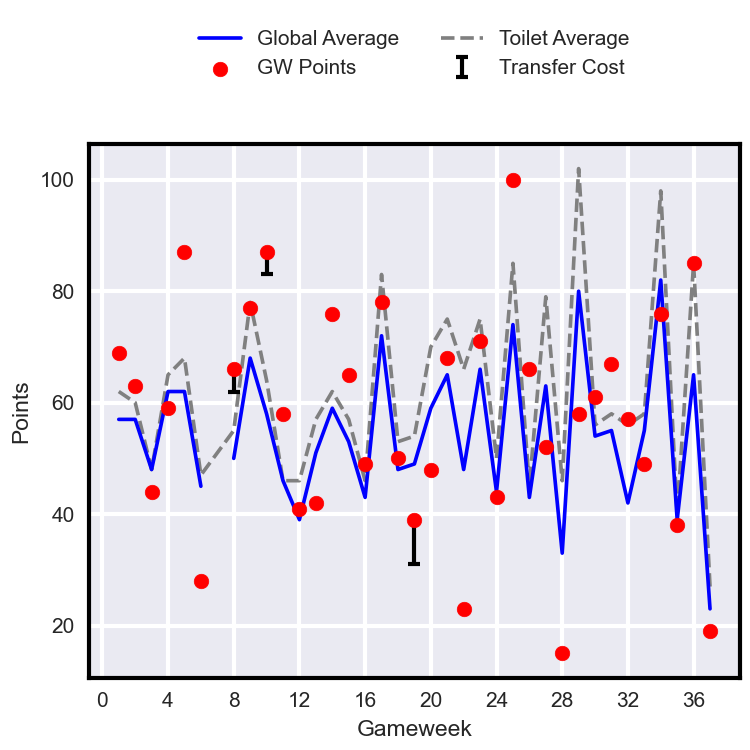 Global Average
Toilet Average
GW Points
Transfer Cost
100
80
60
40
20
Points
0 4 8 12 16 20 24 28 32 36
Gameweek